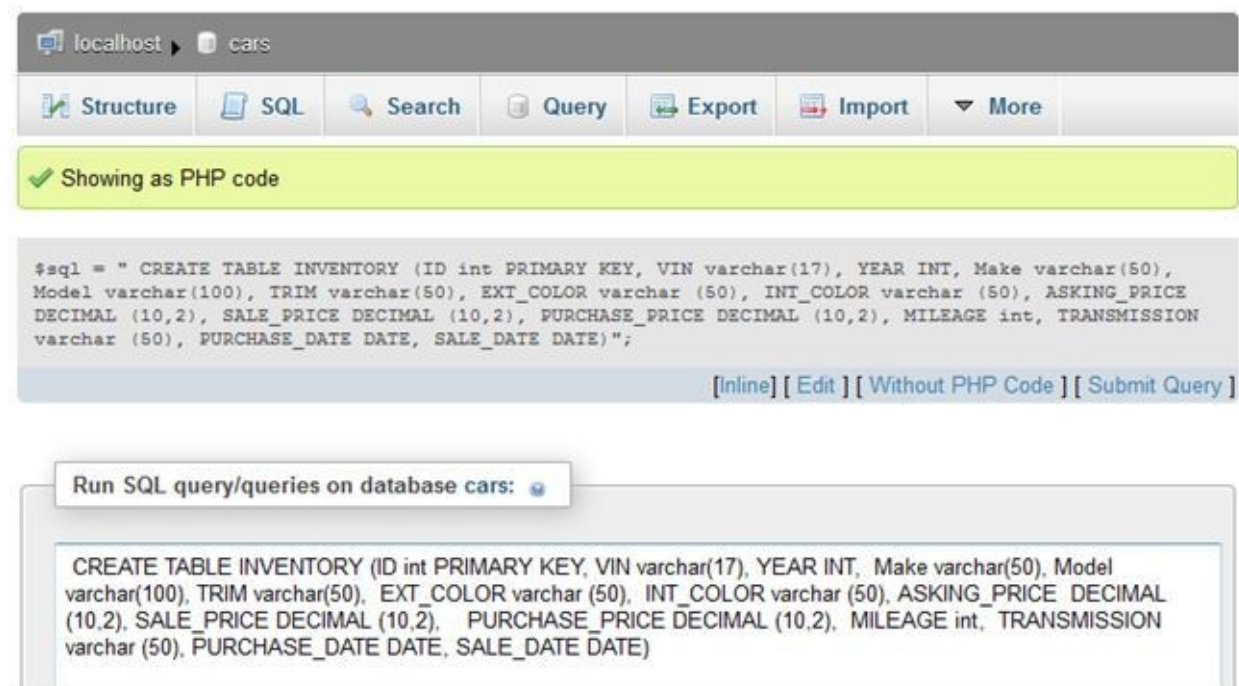 localhost ▸ cars
Structure SQL Search Query Export Import ▼ More
Showing as PHP code
$sql = " CREATE TABLE INVENTORY (ID int PRIMARY KEY, VIN varchar(17), YEAR INT, Make varchar(50),
Model varchar(100), TRIM varchar(50), EXT_COLOR varchar (50), INT_COLOR varchar (50), ASKING_PRICE
DECIMAL (10,2), SALE_PRICE DECIMAL (10,2), PURCHASE_PRICE DECIMAL (10,2), MILEAGE int, TRANSMISSION
varchar (50), PURCHASE_DATE DATE, SALE_DATE DATE)";
[Inline] [ Edit ] [ Without PHP Code ] [ Submit Query ]
Run SQL query/queries on database cars:
CREATE TABLE INVENTORY (ID int PRIMARY KEY, VIN varchar(17), YEAR INT, Make varchar(50), Model
varchar(100), TRIM varchar(50), EXT_COLOR varchar (50), INT_COLOR varchar (50), ASKING_PRICE DECIMAL
(10,2), SALE_PRICE DECIMAL (10,2), PURCHASE_PRICE DECIMAL (10,2), MILEAGE int, TRANSMISSION
varchar (50), PURCHASE_DATE DATE, SALE_DATE DATE)